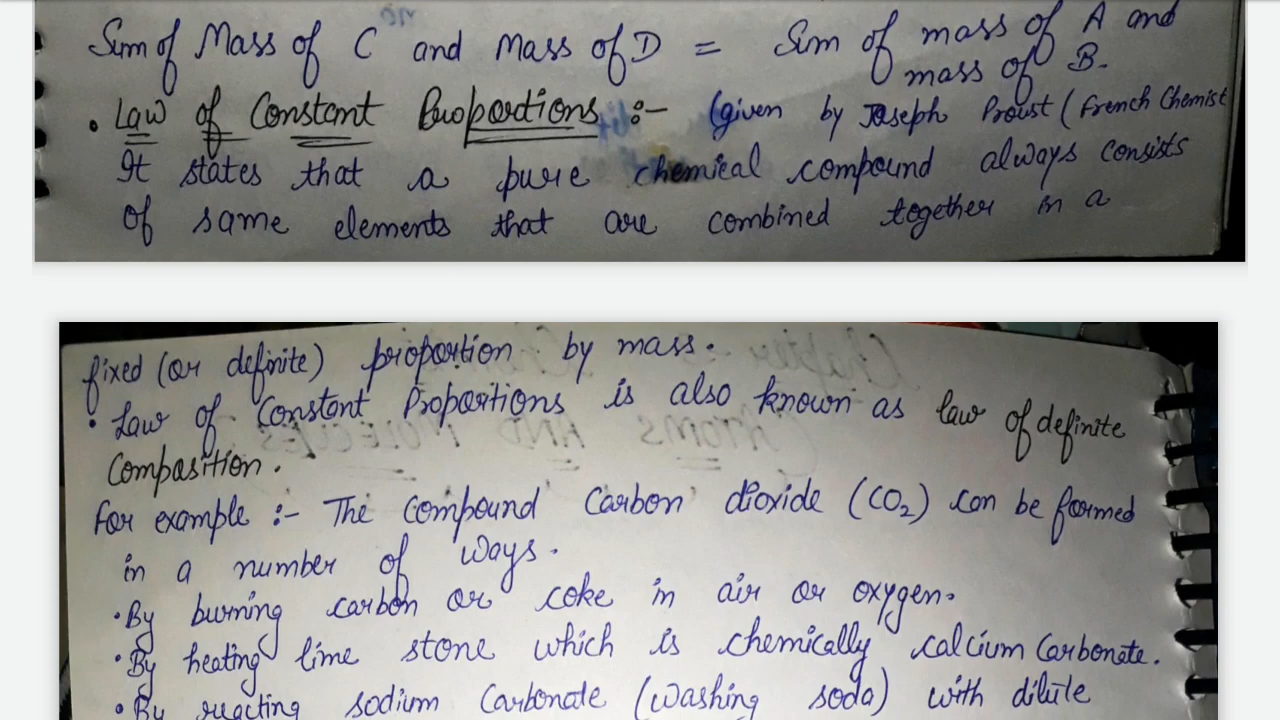 Sum of Mass of C and Mass of D = Sum of mass of A and
mass of B.
• Law of Constant Proportions :- (given by Joseph Proust (French Chemist
It states that a pure chemical compound always consists
of same elements that are combined together in a
fixed (or definite) proportion by mass.
• Law of Constant Proportions is also known as law of definite
Composition.
For example :- The Compound Carbon dioxide (CO₂) can be formed
in a number of ways.
• By burning carbon or coke in air or oxygen.
• By heating lime stone which is chemically calcium Carbonate.
• By reacting sodium Carbonate (washing soda) with dilute